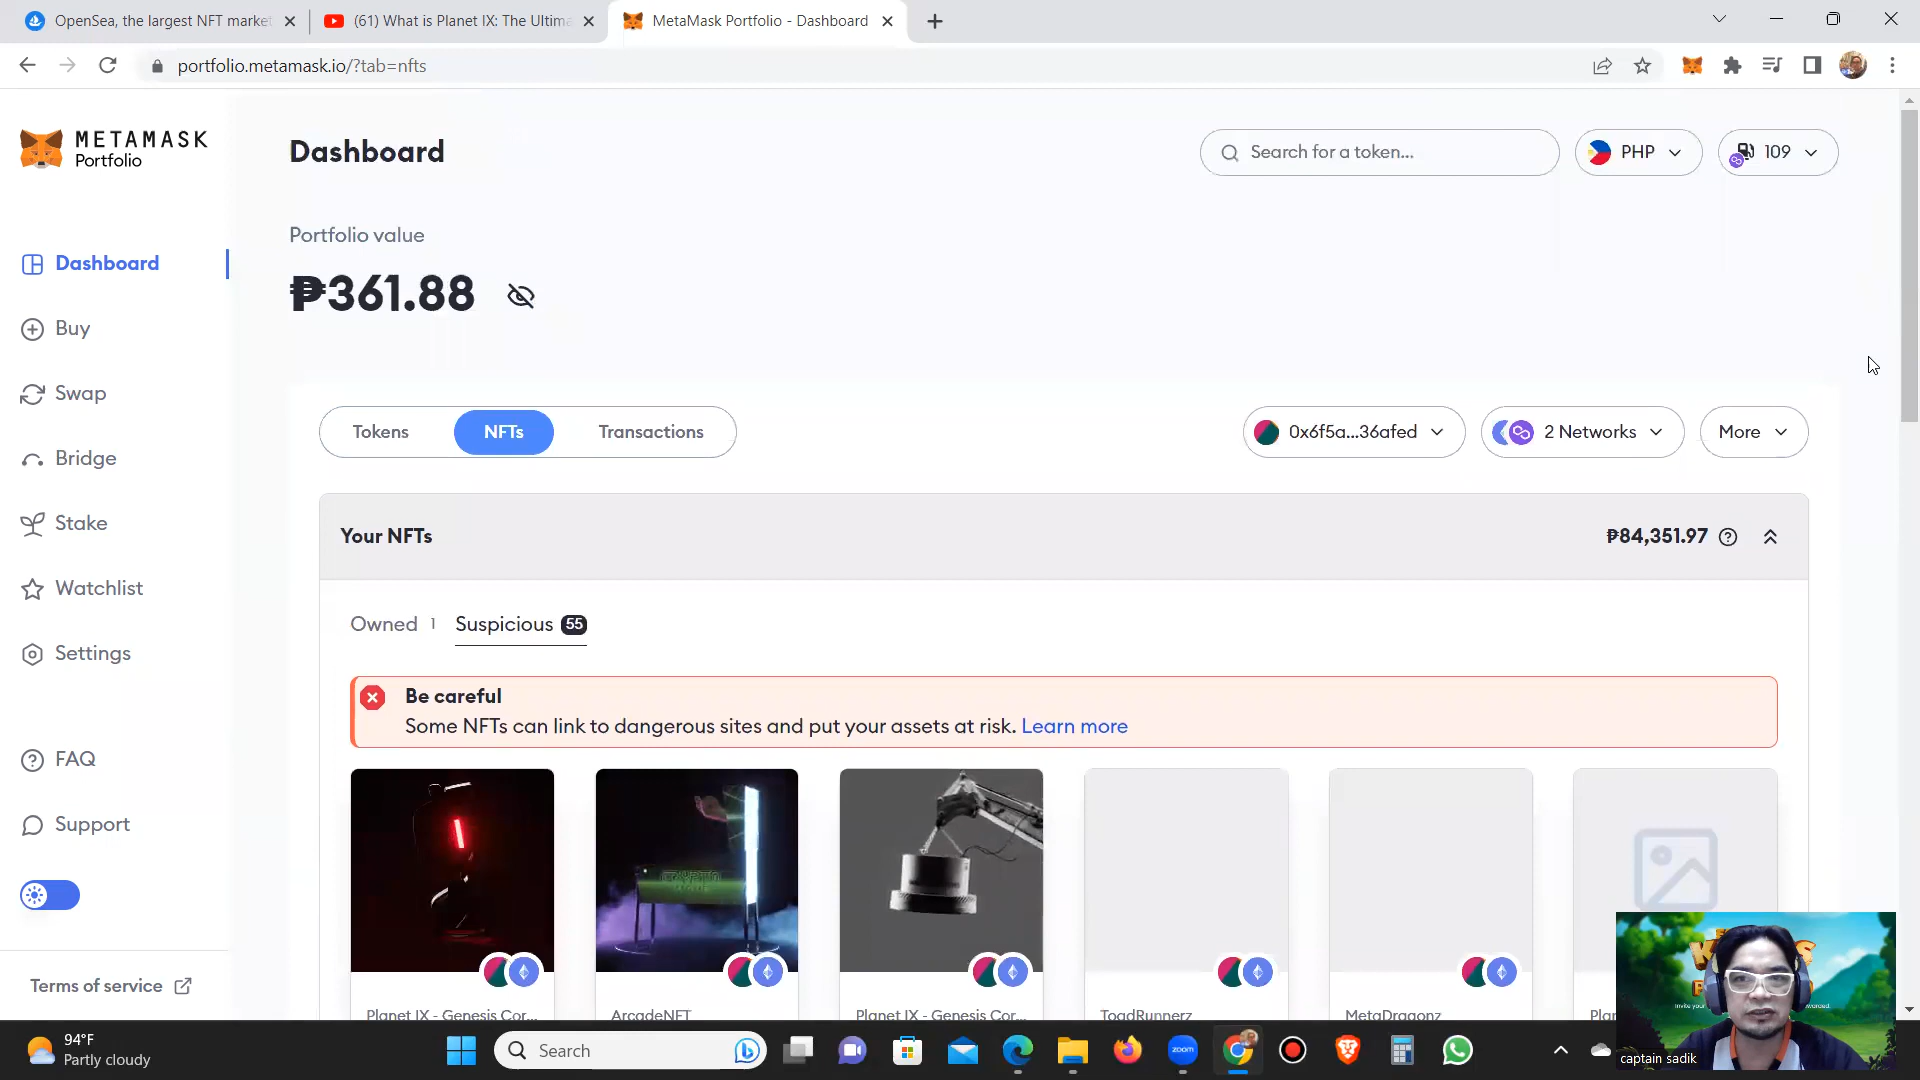 OpenSea, the largest NFT market
(61) What is Planet IX: The Ultima
MetaMask Portfolio - Dashboard
portfolio.metamask.io/?tab=nfts
METAMASK
Portfolio
Dashboard
Search for a token...
PHP
109
Portfolio value
₱361.88
Dashboard
Buy
Swap
Bridge
Stake
Watchlist
Settings
FAQ
Support
Terms of service
Tokens
NFTs
Transactions
0x6f5a...36afed
2 Networks
More
Your NFTs
₱84,351.97
Owned 1
Suspicious 55
Be careful
Some NFTs can link to dangerous sites and put your assets at risk. Learn more
Planet IX - Genesis Cor...
ArcadeNFT
Planet IX - Genesis Cor...
ToadRunnerz
MetaDragonz
captain sadik
94°F
Partly cloudy
Search
zoom